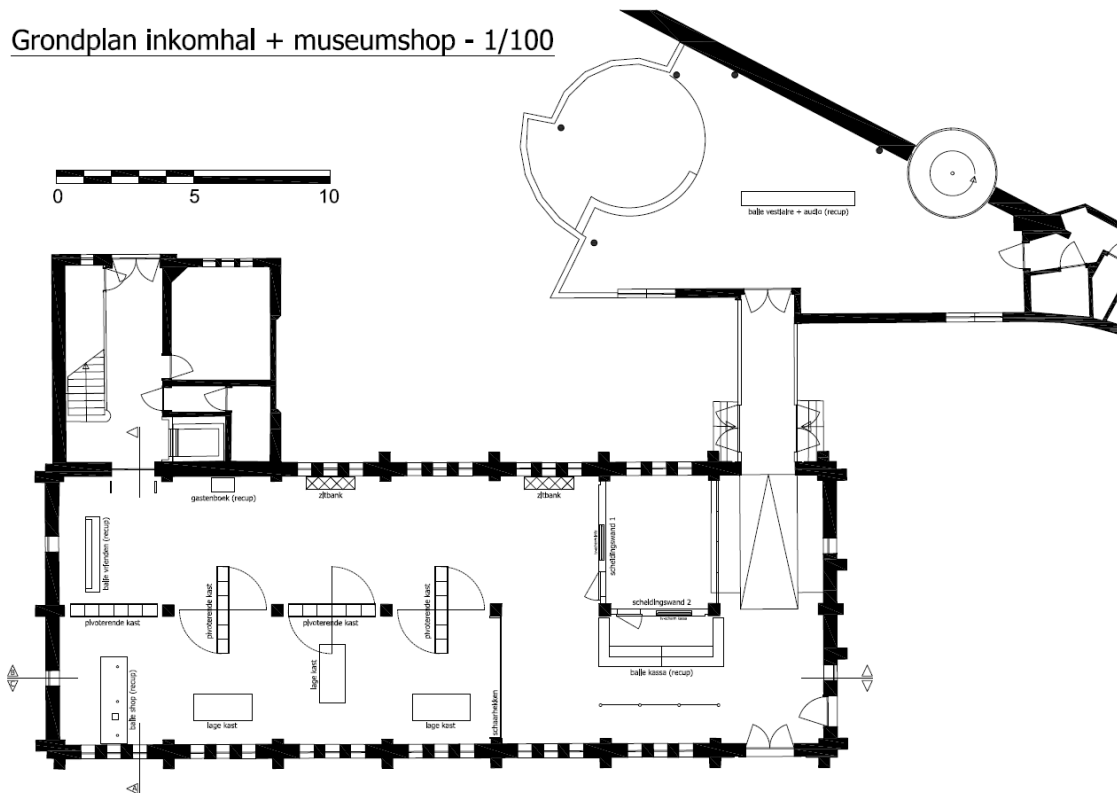 Grondplan inkomhal + museumshop - 1/100
0 5 10
balie vestiaire + audio (recup)
gastenboek (recup)
zitbank
zitbank
balie vrienden (recup)
scheidingswand 1
scheidingswand 2
pivoterende kast
pivoterende kast
pivoterende kast
pivoterende kast
balie kassa (recup)
balie shop (recup)
lage kast
lage kast
lage kast
schaarhekken
B
C
A